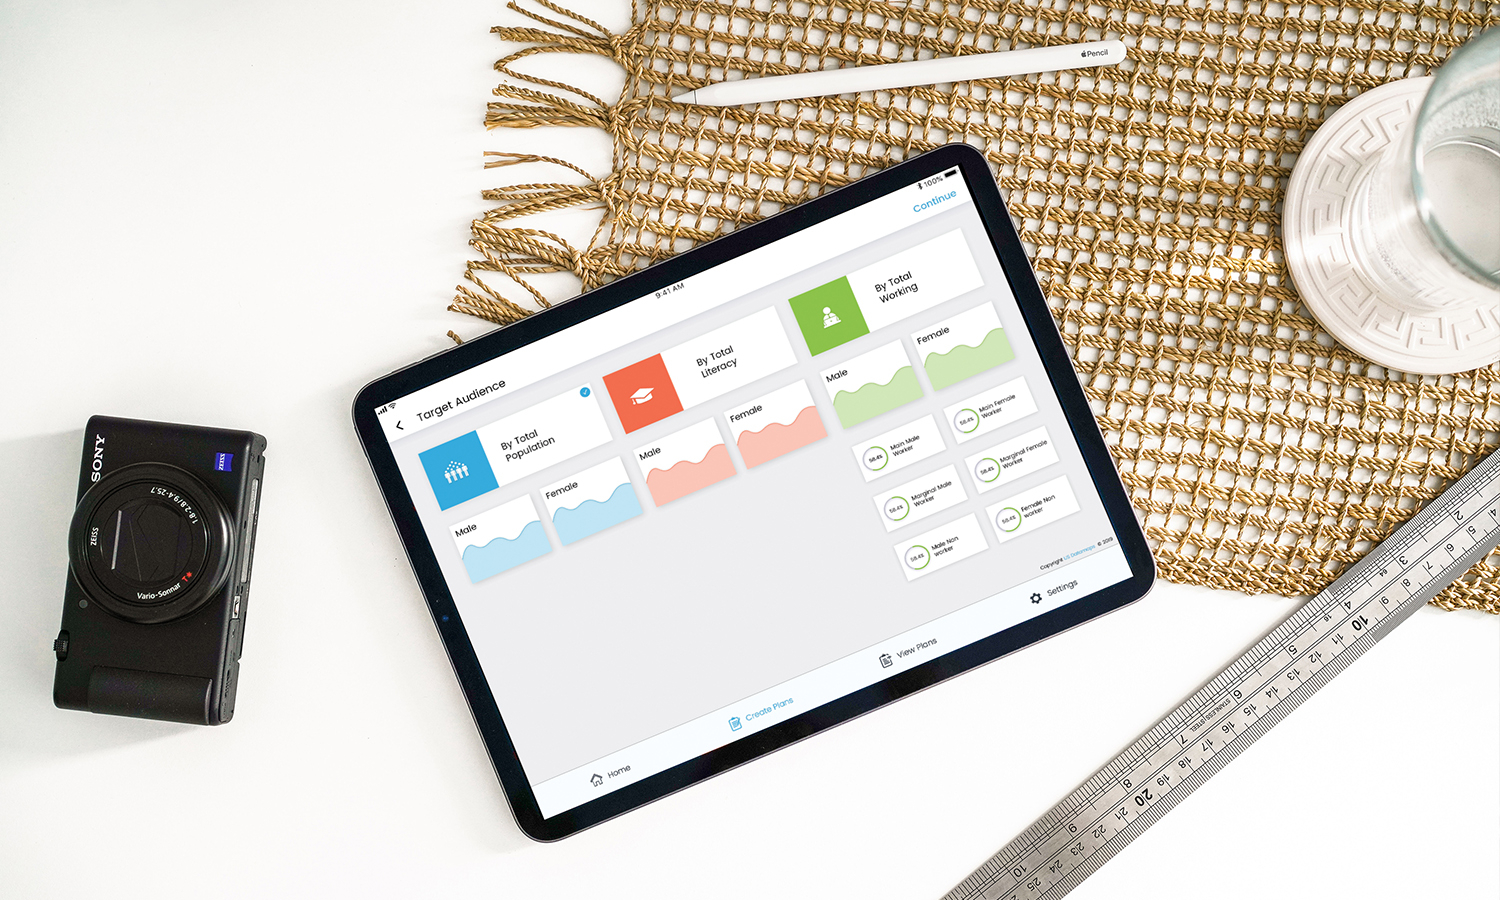 Pencil
100%
9:41 AM
Continue
Target Audience
By Total
Population
Male
Female
By Total
Literacy
Male
Female
By Total
Working
Male
Female
58.4%
Main Male
Worker
58.4%
Main Female
Worker
58.4%
Marginal Male
Worker
58.4%
Marginal Female
Worker
58.4%
Male Non
worker
58.4%
Female Non
worker
© 2019
Copyright
Home
Create Plans
View Plans
Settings
SONY
ZEISS
ZEISS
1.8-2.8/9.4-25.7
Vario-Sonnar T*
STAINLESS STEEL
2
3
4
5
6
7
8
9
10
10
11
12
13
14
15
16
17
18
19
20
21
22
23
24
25